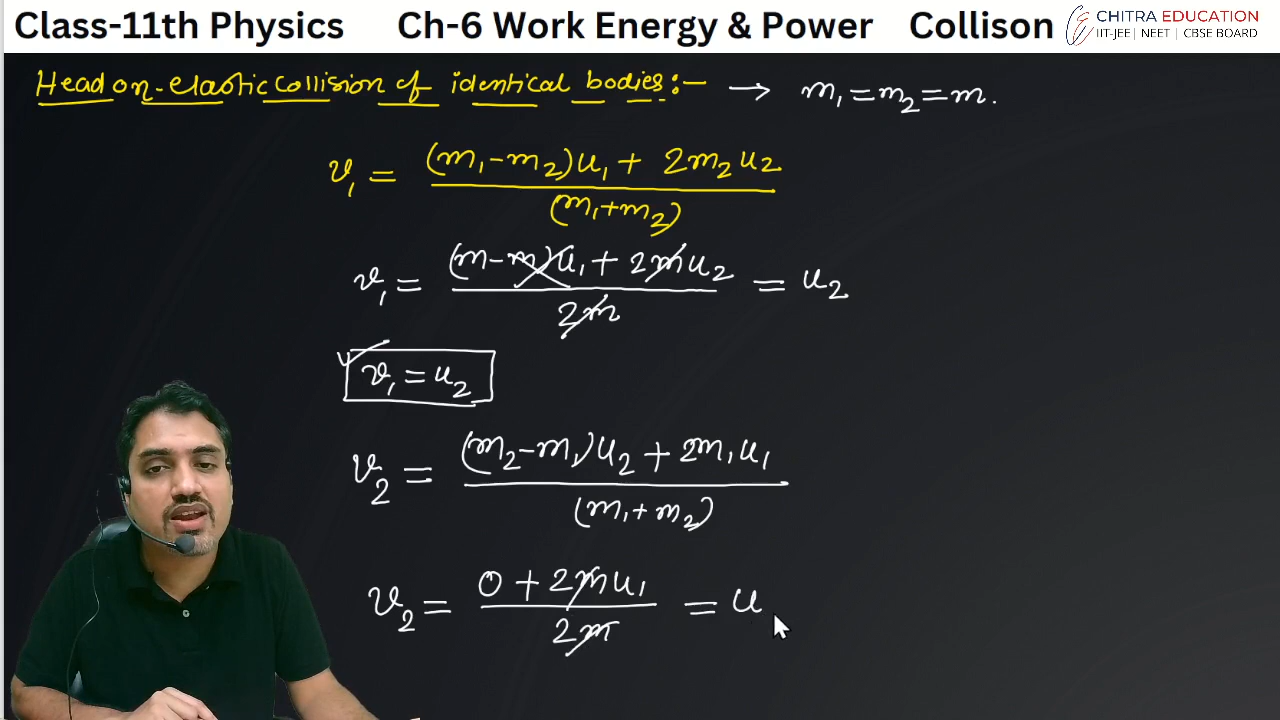 Class-11th Physics Ch-6 Work Energy & Power Collison
CHITRA EDUCATION
IIT-JEE | NEET | CBSE BOARD
Head on-elastic collision of identical bodies:- → m₁ = m₂ = m.
v₁ = (m₁-m₂)u₁ + 2m₂u₂ / (m₁+m₂)
v₁ = (m-m)u₁ + 2mu₂ / 2m = u₂
v₁ = u₂
v₂ = (m₂-m₁)u₂ + 2m₁u₁ / (m₁+m₂)
v₂ = 0 + 2mu₁ / 2m = u